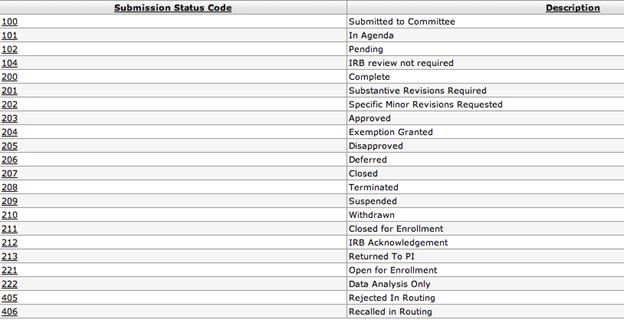 Submission Status Code Description
100 Submitted to Committee
101 In Agenda
102 Pending
104 IRB review not required
200 Complete
201 Substantive Revisions Required
202 Specific Minor Revisions Requested
203 Approved
204 Exemption Granted
205 Disapproved
206 Deferred
207 Closed
208 Terminated
209 Suspended
210 Withdrawn
211 Closed for Enrollment
212 IRB Acknowledgement
213 Returned To PI
221 Open for Enrollment
222 Data Analysis Only
405 Rejected In Routing
406 Recalled in Routing